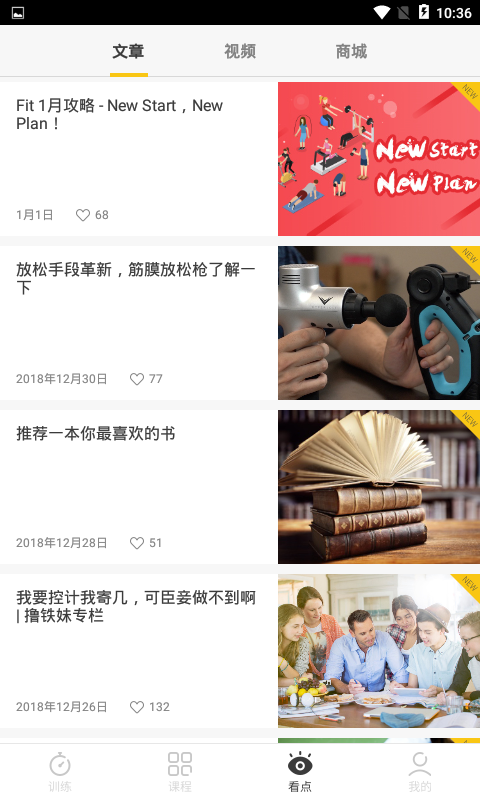 10:36
文章 视频 商城
Fit 1月攻略 - New Start，New
Plan！
1月1日 68
NEW
New Start
New Plan
放松手段革新，筋膜放松枪了解一
下
2018年12月30日 77
NEW
推荐一本你最喜欢的书
2018年12月28日 51
NEW
我要控计我寄几，可臣妾做不到啊
| 撸铁妹专栏
2018年12月26日 132
NEW
训练 课程 看点 我的